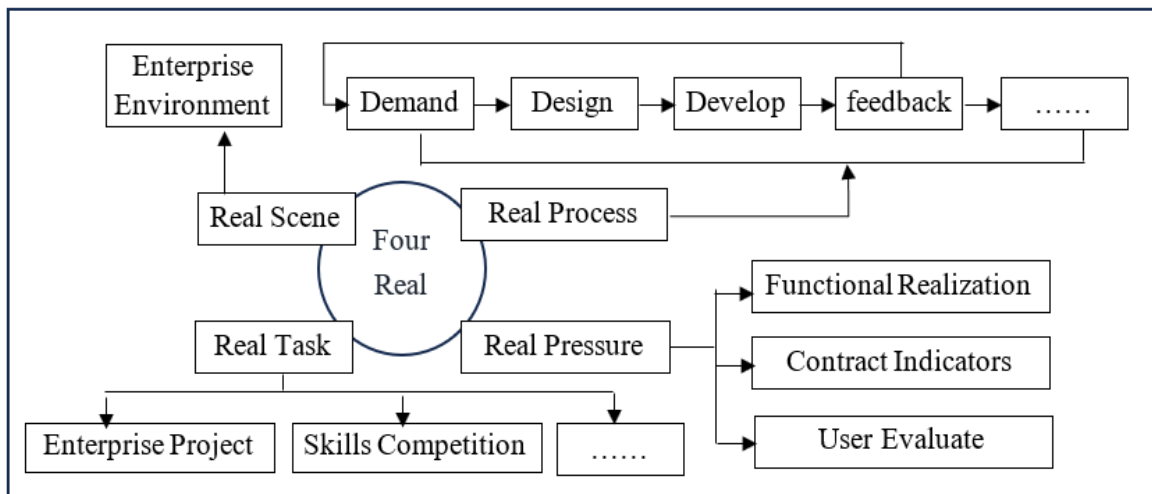 Enterprise
Environment
Demand
Design
Develop
feedback
……
Real Scene
Real Process
Four
Real
Real Task
Real Pressure
Functional Realization
Contract Indicators
User Evaluate
Enterprise Project
Skills Competition
……